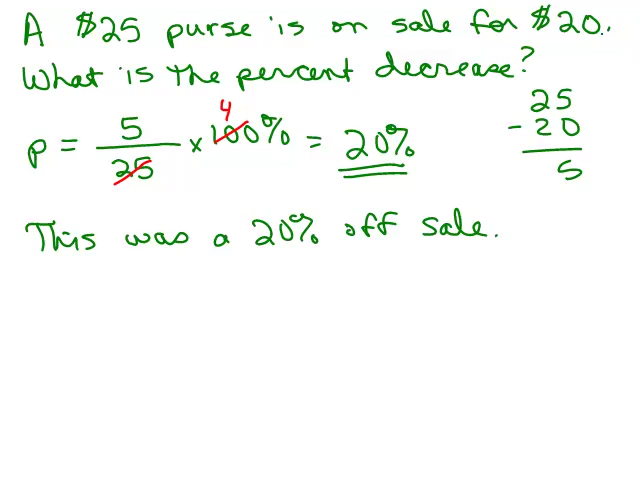 A $25 purse is on sale for $20.
What is the percent decrease?
25
- 20
5
p = 5/25 × 100% = 20%
4
This was a 20% off sale.